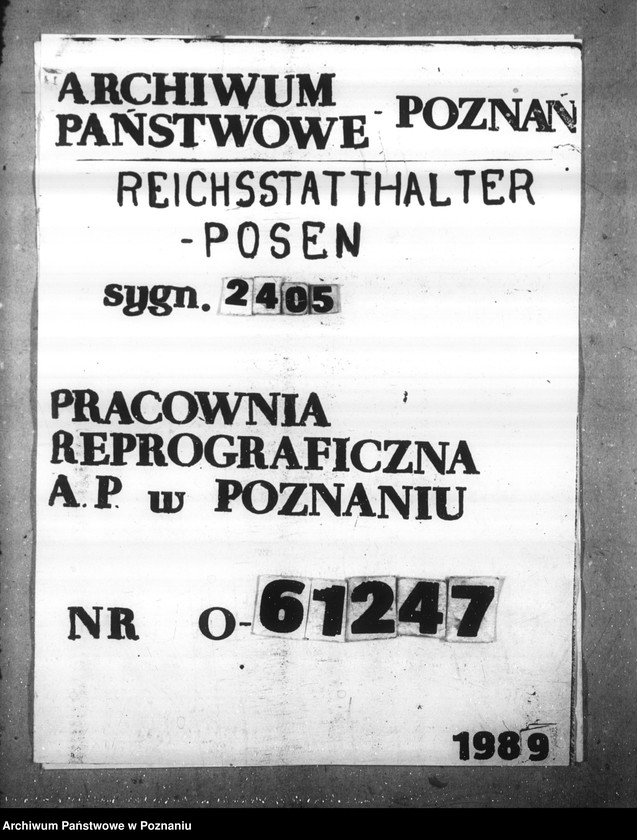 ARCHIWUM
PAŃSTWOWE - POZNAŃ
REICHSSTATTHALTER
-POSEN
sygn. 2405
PRACOWNIA
REPROGRAFICZNA
A.P. w POZNANIU
NR O-61247
1989
Archiwum Państwowe w Poznaniu